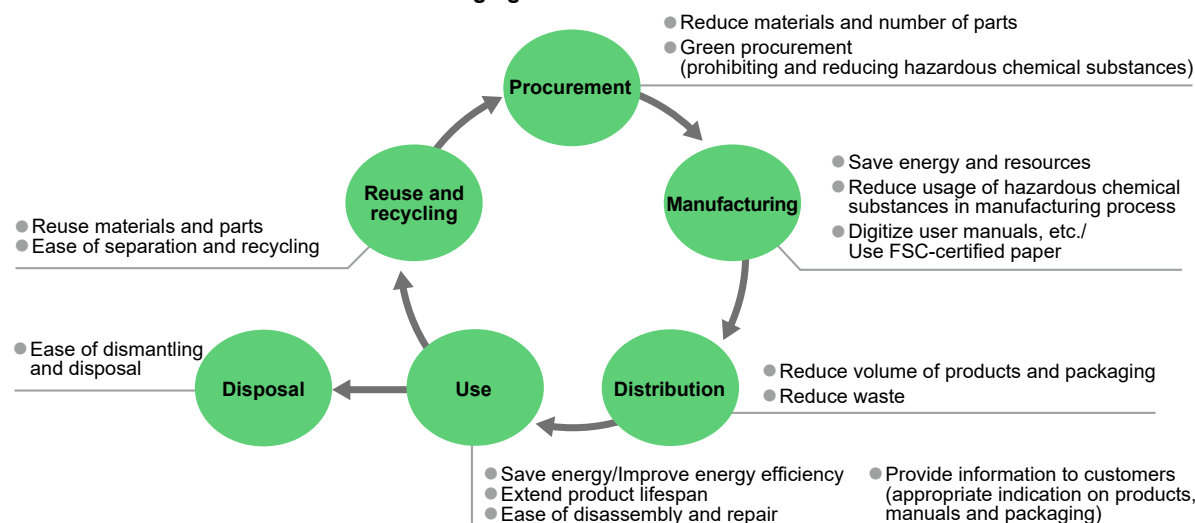 Procurement
● Reduce materials and number of parts
● Green procurement
(prohibiting and reducing hazardous chemical substances)
Manufacturing
● Save energy and resources
● Reduce usage of hazardous chemical
substances in manufacturing process
● Digitize user manuals, etc./
Use FSC-certified paper
Reuse and
recycling
● Reuse materials and parts
● Ease of separation and recycling
● Ease of dismantling
and disposal
Disposal
Use
Distribution
● Reduce volume of products and packaging
● Reduce waste
● Save energy/Improve energy efficiency
● Extend product lifespan
● Ease of disassembly and repair
● Provide information to customers
(appropriate indication on products,
manuals and packaging)